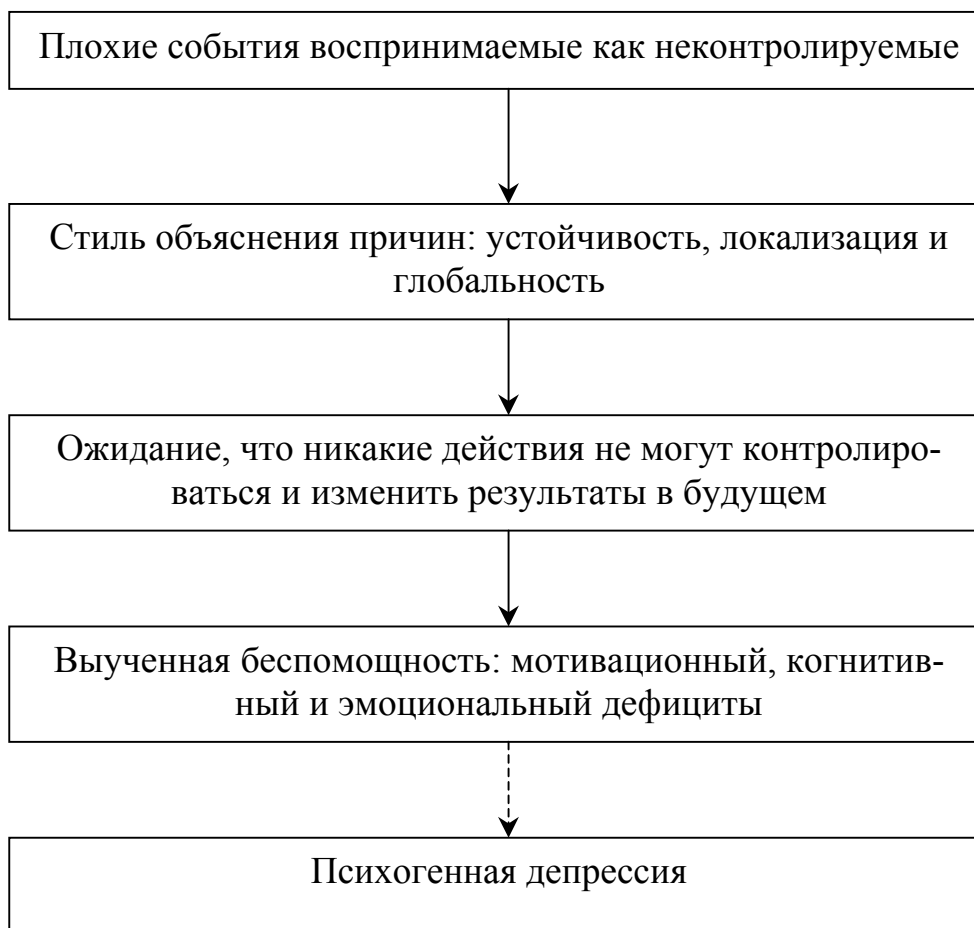 Плохие события воспринимаемые как неконтролируемые
Стиль объяснения причин: устойчивость, локализация и
глобальность
Ожидание, что никакие действия не могут контролиро-
ваться и изменить результаты в будущем
Выученная беспомощность: мотивационный, когнитив-
ный и эмоциональный дефициты
Психогенная депрессия